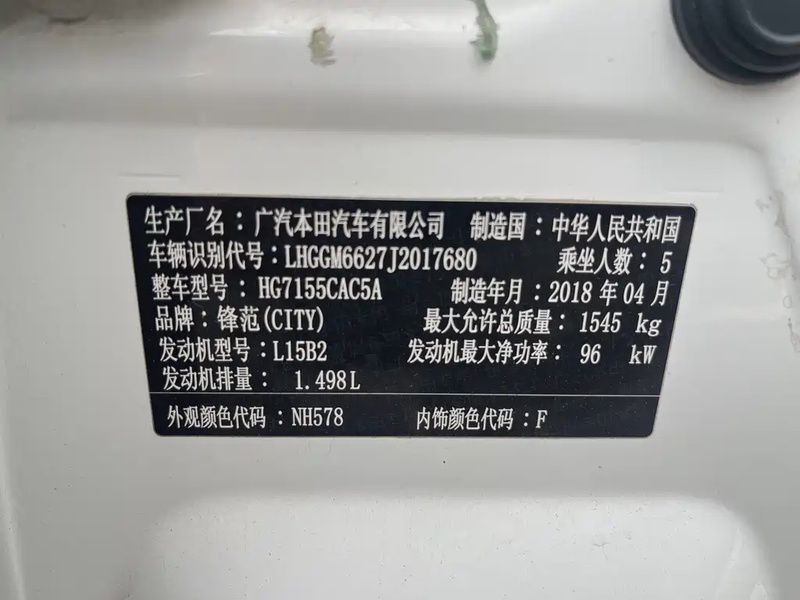 生产厂名：广汽本田汽车有限公司 制造国：中华人民共和国
车辆识别代号：LHGGM6627J2017680 乘坐人数：5
整车型号：HG7155CAC5A 制造年月：2018 年 04 月
品牌：锋范(CITY) 最大允许总质量：1545 kg
发动机型号：L15B2 发动机最大净功率：96 kW
发动机排量：1.498L
外观颜色代码：NH578 内饰颜色代码：F